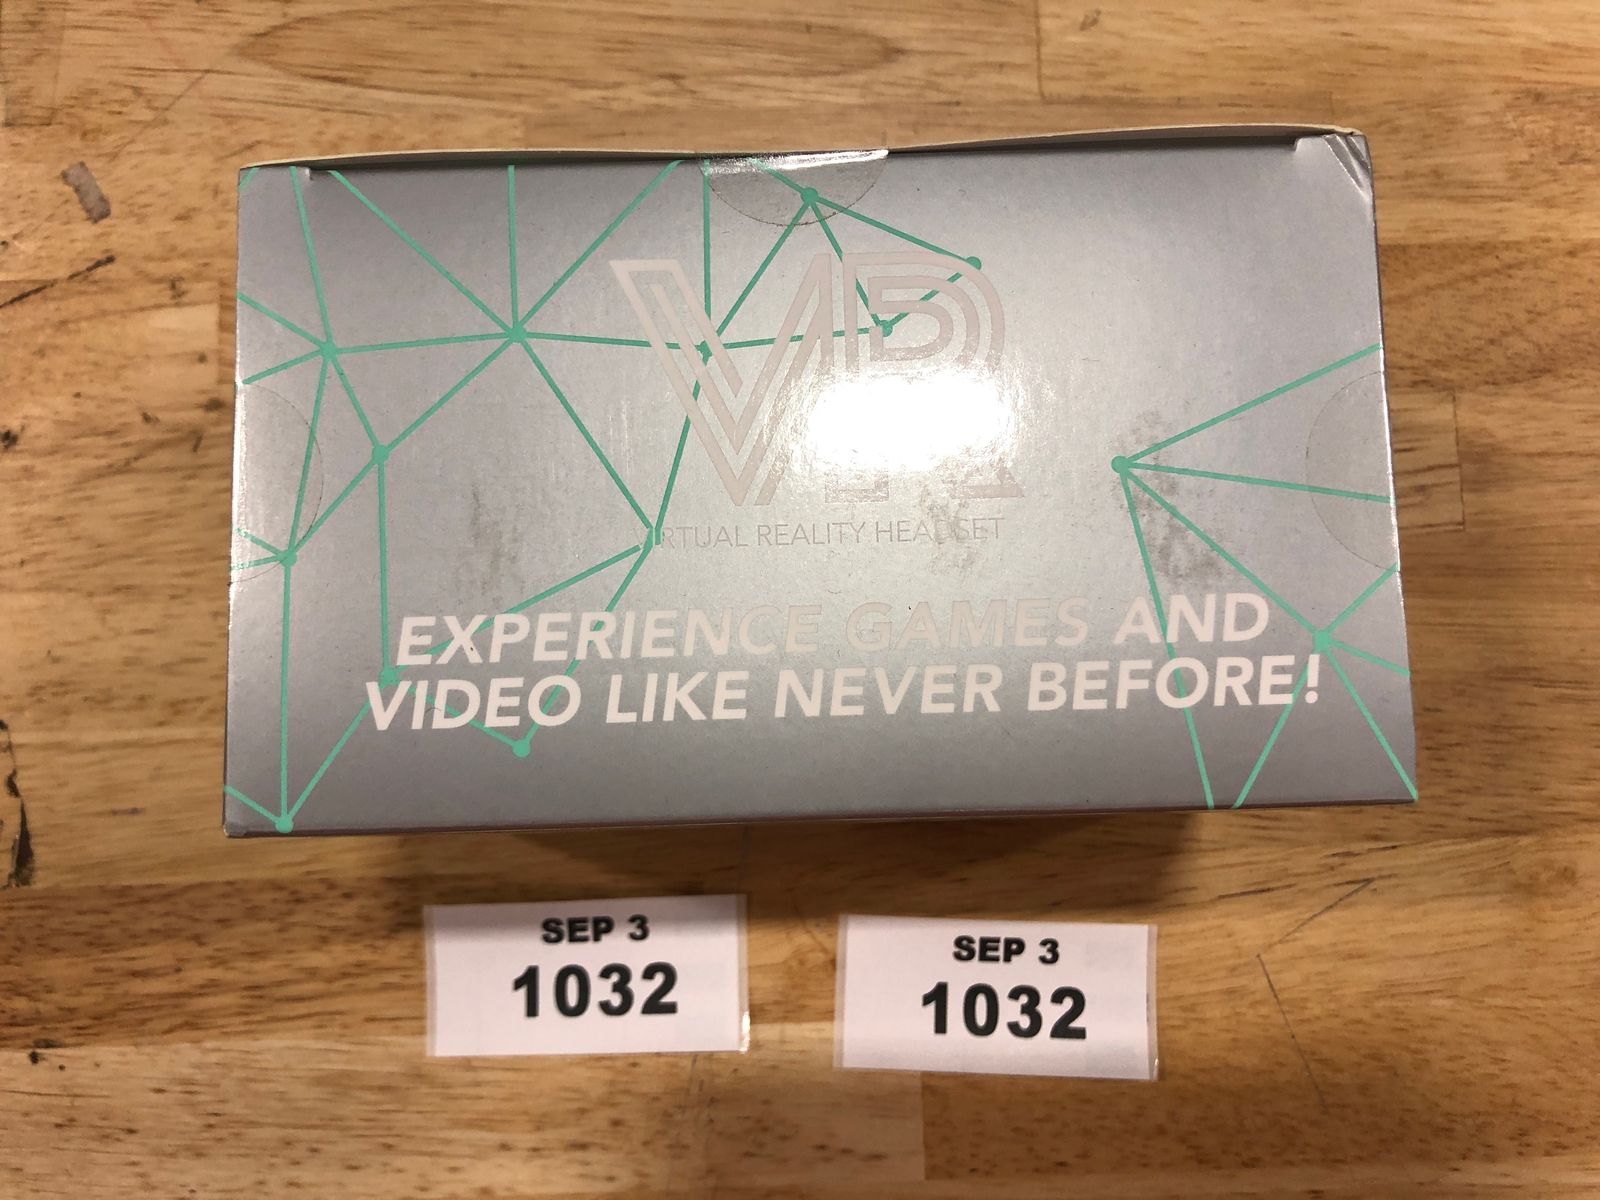 VR
VIRTUAL REALITY HEADSET
EXPERIENCE GAMES AND
VIDEO LIKE NEVER BEFORE!
SEP 3
1032
SEP 3
1032